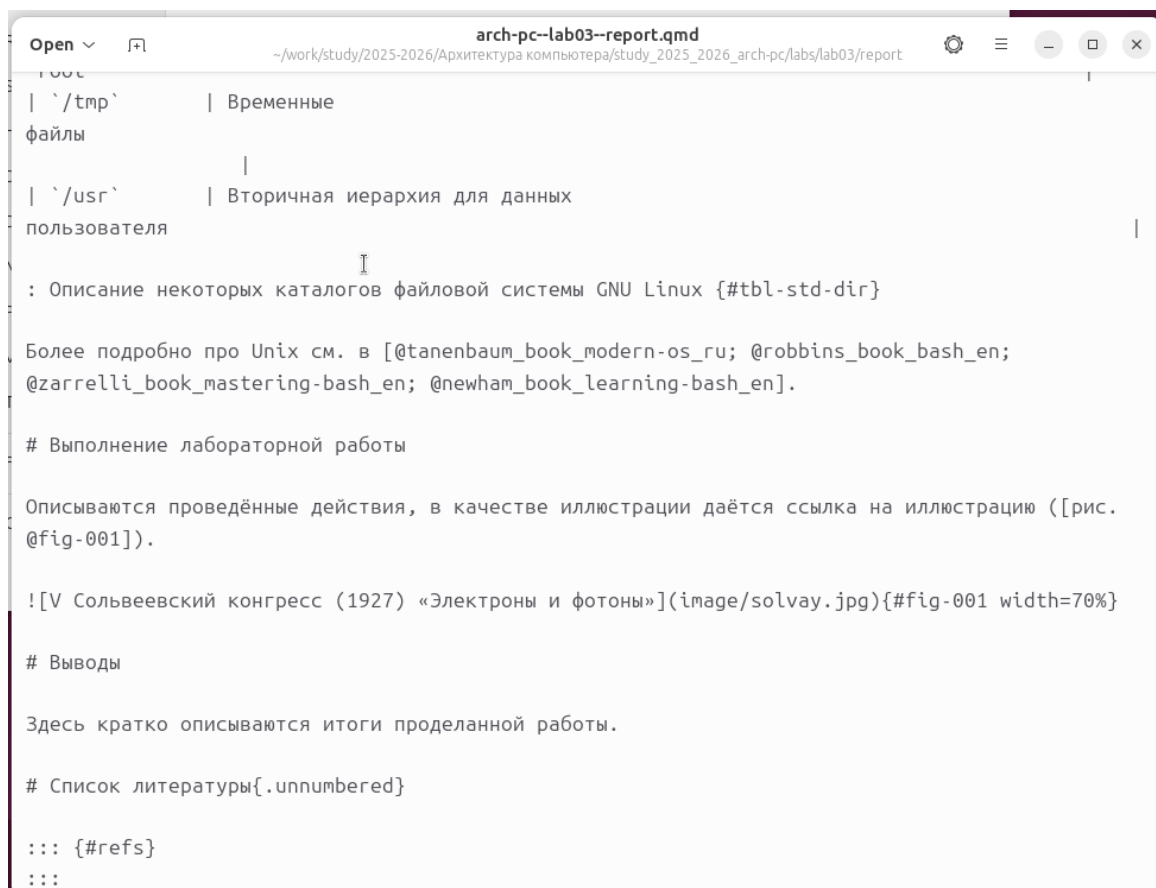 Open
arch-pc--lab03--report.qmd
~/work/study/2025-2026/Архитектура компьютера/study_2025_2026_arch-pc/labs/lab03/report
root |
| `/tmp` | Временные
файлы
|
| `/usr` | Вторичная иерархия для данных
пользователя |
: Описание некоторых каталогов файловой системы GNU Linux {#tbl-std-dir}
Более подробно про Unix см. в [@tanenbaum_book_modern-os_ru; @robbins_book_bash_en;
@zarrelli_book_mastering-bash_en; @newham_book_learning-bash_en].
# Выполнение лабораторной работы
Описываются проведённые действия, в качестве иллюстрации даётся ссылка на иллюстрацию ([рис.
@fig-001]).
![V Сольвеевский конгресс (1927) «Электроны и фотоны»](image/solvay.jpg){#fig-001 width=70%}
# Выводы
Здесь кратко описываются итоги проделанной работы.
# Список литературы{.unnumbered}
::: {#refs}
:::